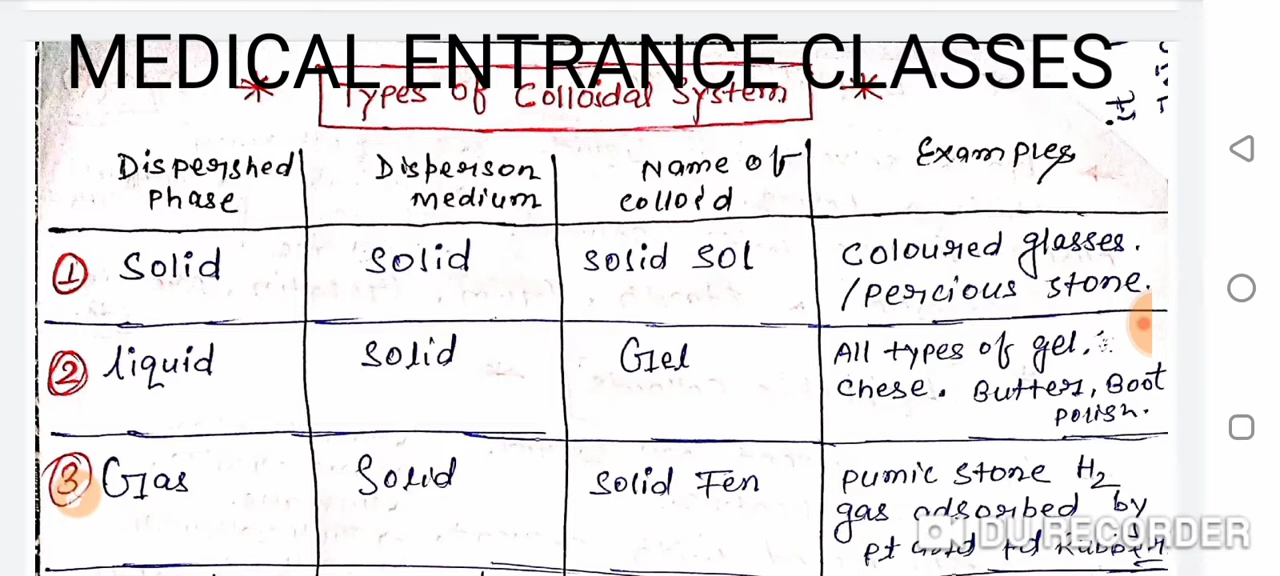 MEDICAL ENTRANCE CLASSES
* Types of Colloidal System *
Dispershed Phase
Disperson medium
Name of colloid
Examples
1 Solid
Solid
Solid Sol
Coloured glasses.
/Percious stone.
2 liquid
Solid
Gel
All types of gel.
Chese. Butter, Boot
Polish.
3 Gas
Solid
Solid Fen
Pumic stone H2
gas adsorbed by
pt
DU RECORDER